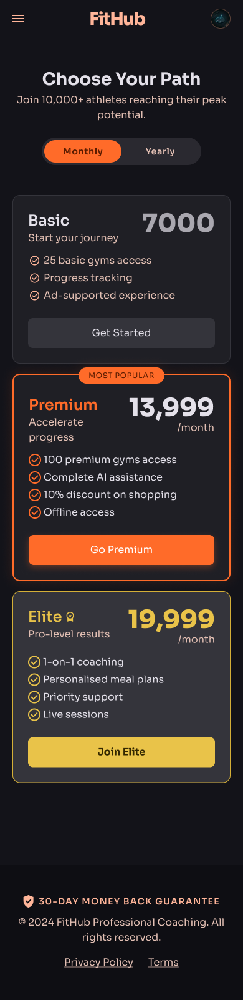 FitHub
Choose Your Path
Join 10,000+ athletes reaching their peak
potential.
Monthly
Yearly
Basic
7000
Start your journey
25 basic gyms access
Progress tracking
Ad-supported experience
Get Started
MOST POPULAR
Premium
13,999
Accelerate
progress
/month
100 premium gyms access
Complete AI assistance
10% discount on shopping
Offline access
Go Premium
Elite
19,999
Pro-level results
/month
1-on-1 coaching
Personalised meal plans
Priority support
Live sessions
Join Elite
30-DAY MONEY BACK GUARANTEE
© 2024 FitHub Professional Coaching. All
rights reserved.
Privacy Policy
Terms